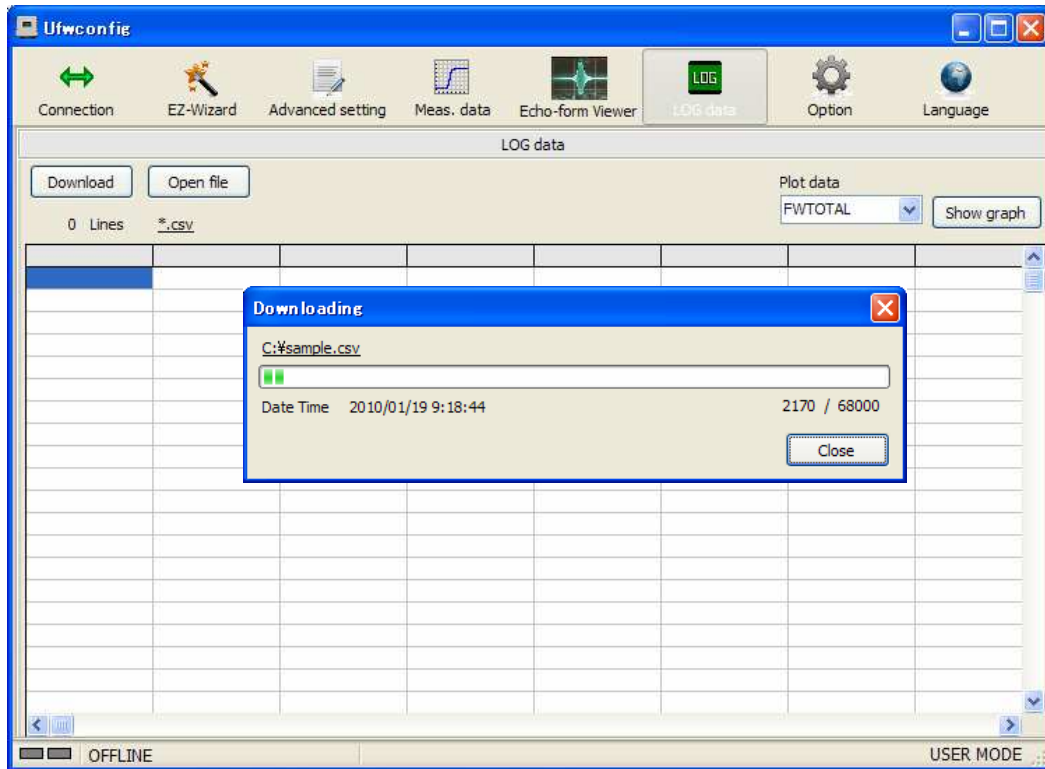 Ufwconfig
Connection EZ-Wizard Advanced setting Meas. data Echo-form Viewer LOG LOG data Option Language
LOG data
Download Open file Plot data
FWTOTAL Show graph
0 Lines *.csv
Downloading
C:¥sample.csv
Date Time 2010/01/19 9:18:44 2170 / 68000
Close
OFFLINE USER MODE